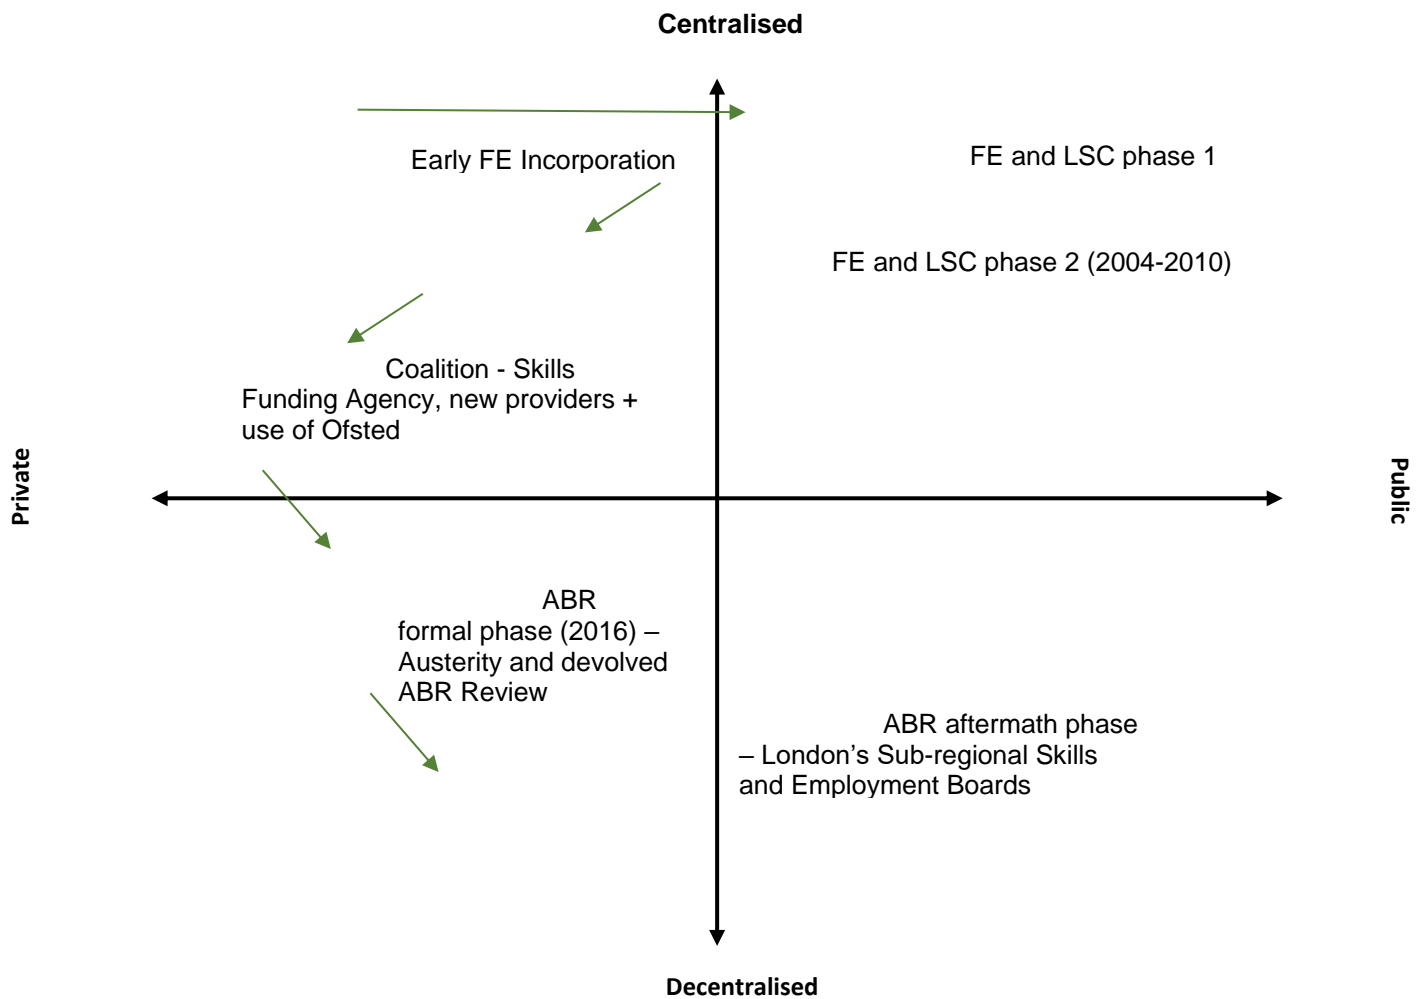 Centralised
Early FE Incorporation
FE and LSC phase 1
FE and LSC phase 2 (2004-2010)
Coalition - Skills
Funding Agency, new providers +
use of Ofsted
Private
Public
ABR
formal phase (2016) –
Austerity and devolved
ABR Review
ABR aftermath phase
– London’s Sub-regional Skills
and Employment Boards
Decentralised